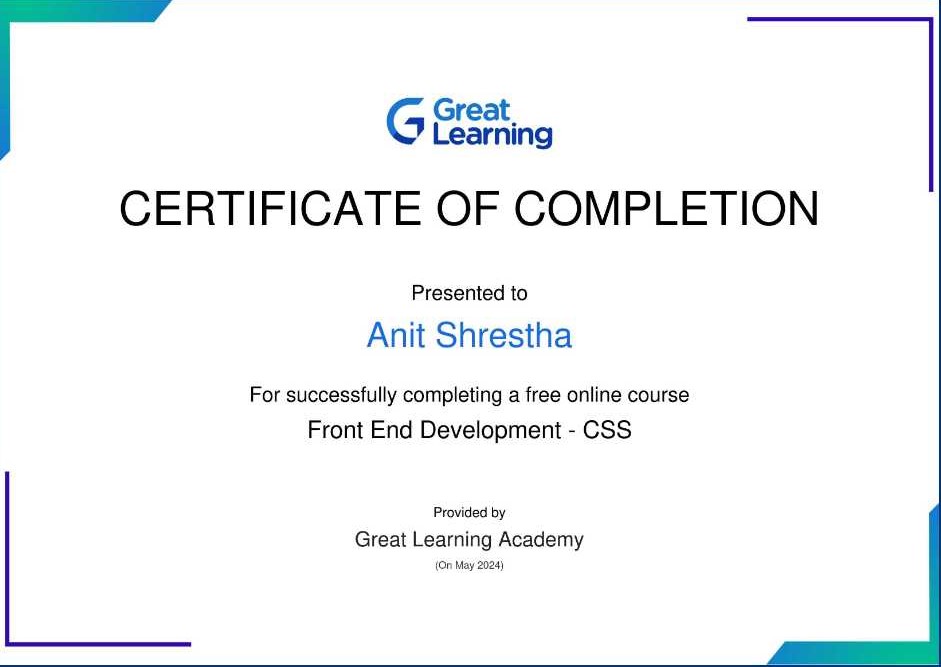 Great
Learning
CERTIFICATE OF COMPLETION
Presented to
Anit Shrestha
For successfully completing a free online course
Front End Development - CSS
Provided by
Great Learning Academy
(On May 2024)